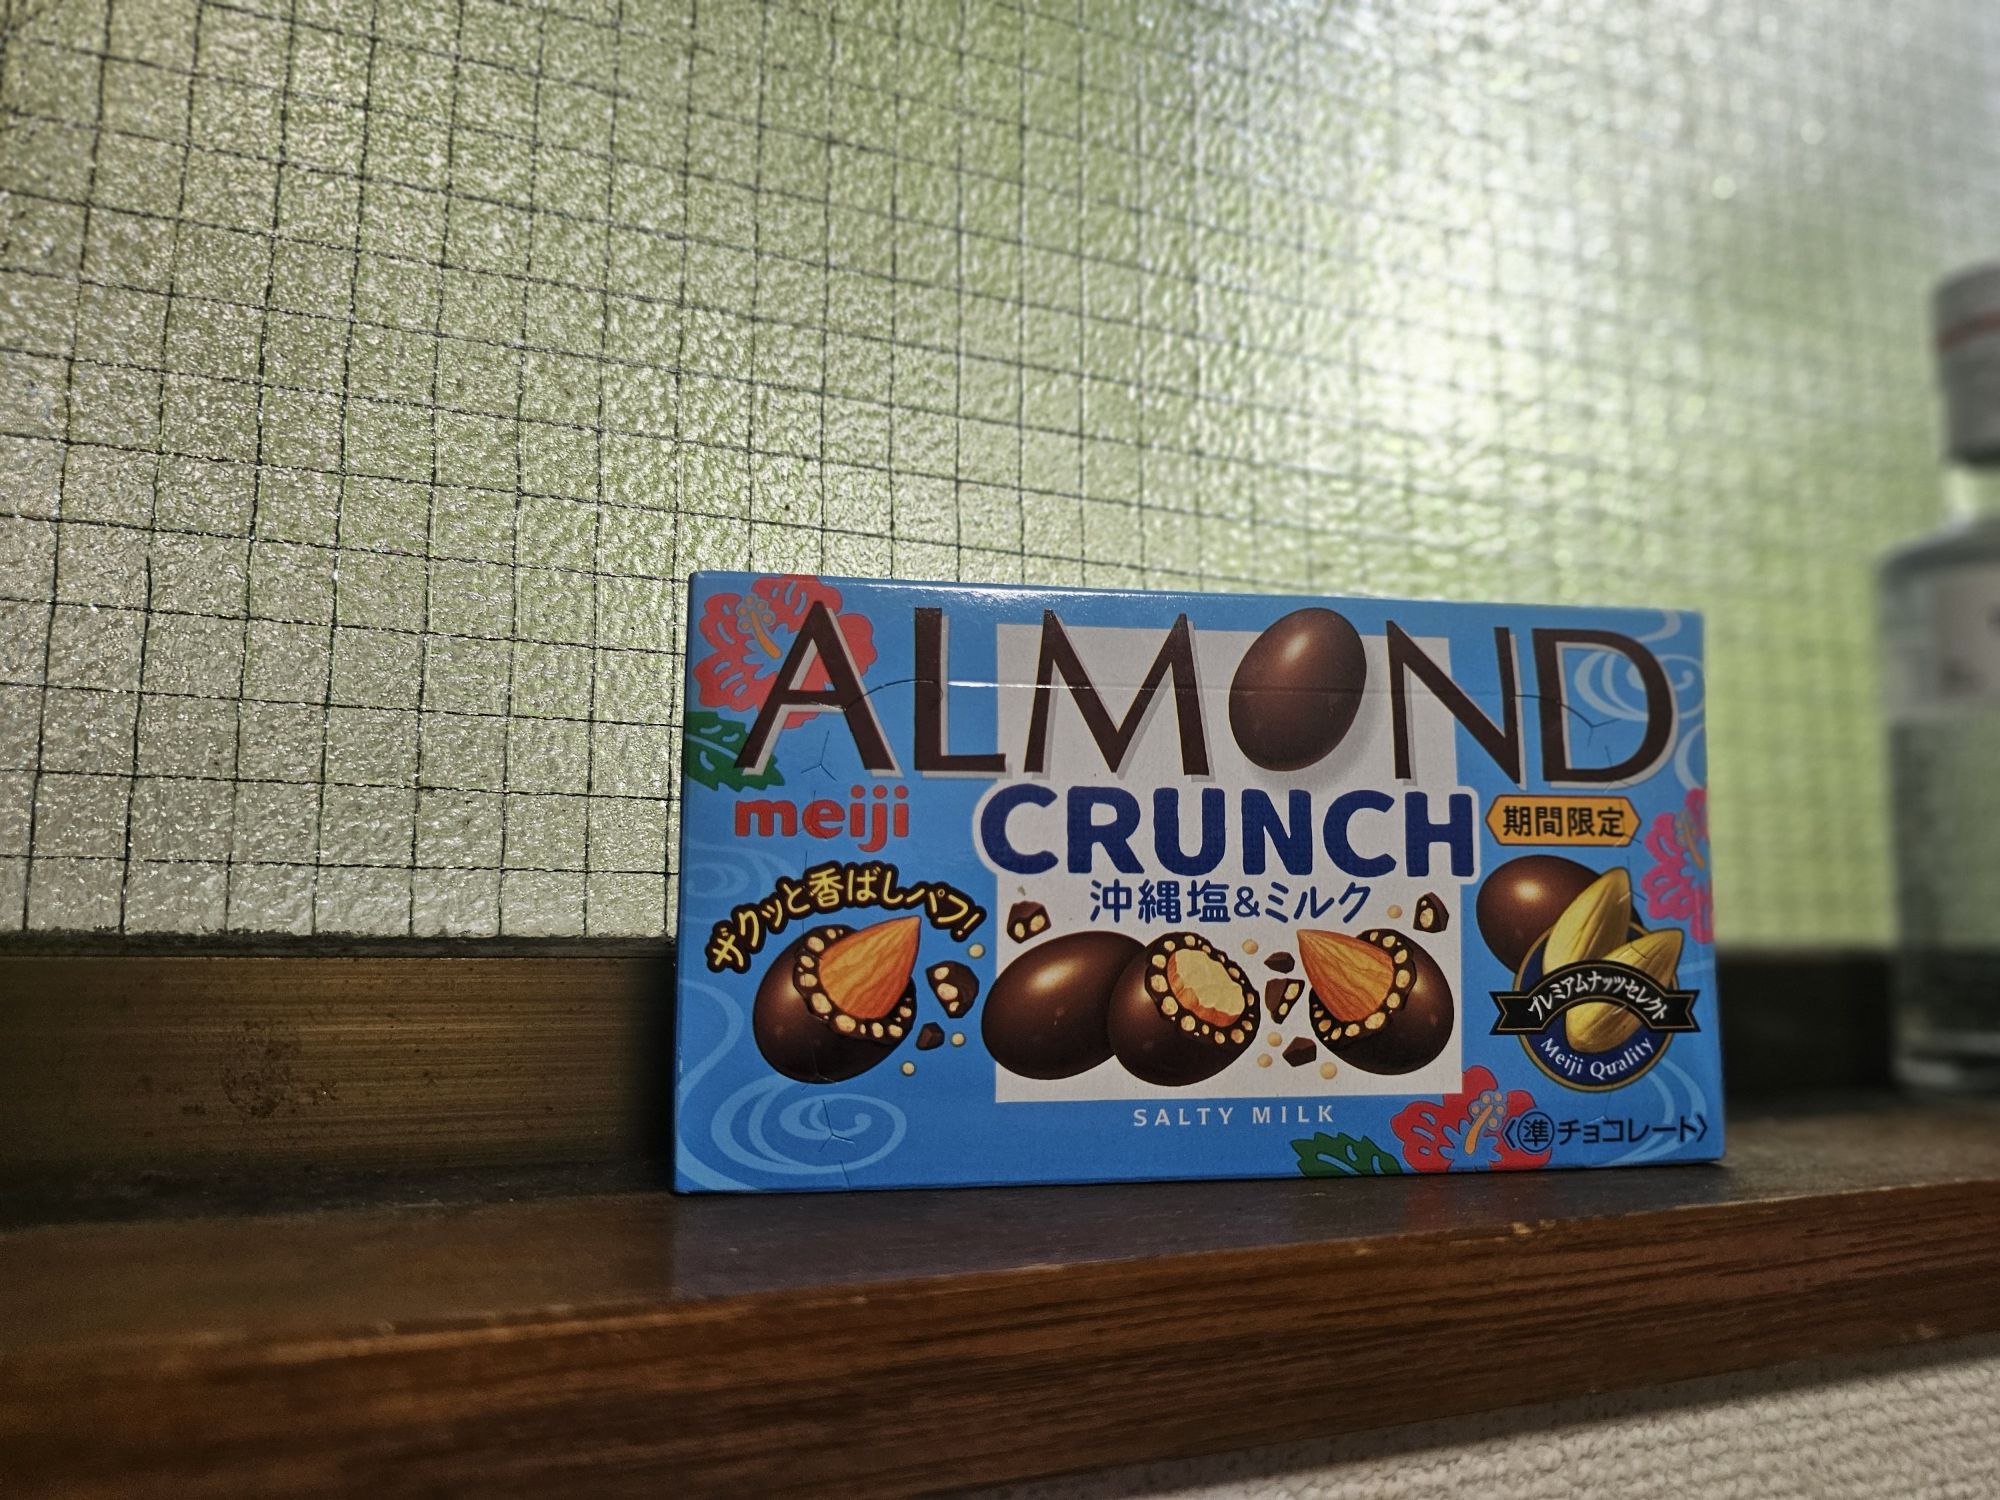 ALMOND
meiji
CRUNCH
期間限定
沖縄塩&ミルク
ザクッと香ばしパフ!
プレミアムナッツセレクト
Meiji Quality
SALTY MILK
〈準チョコレート〉